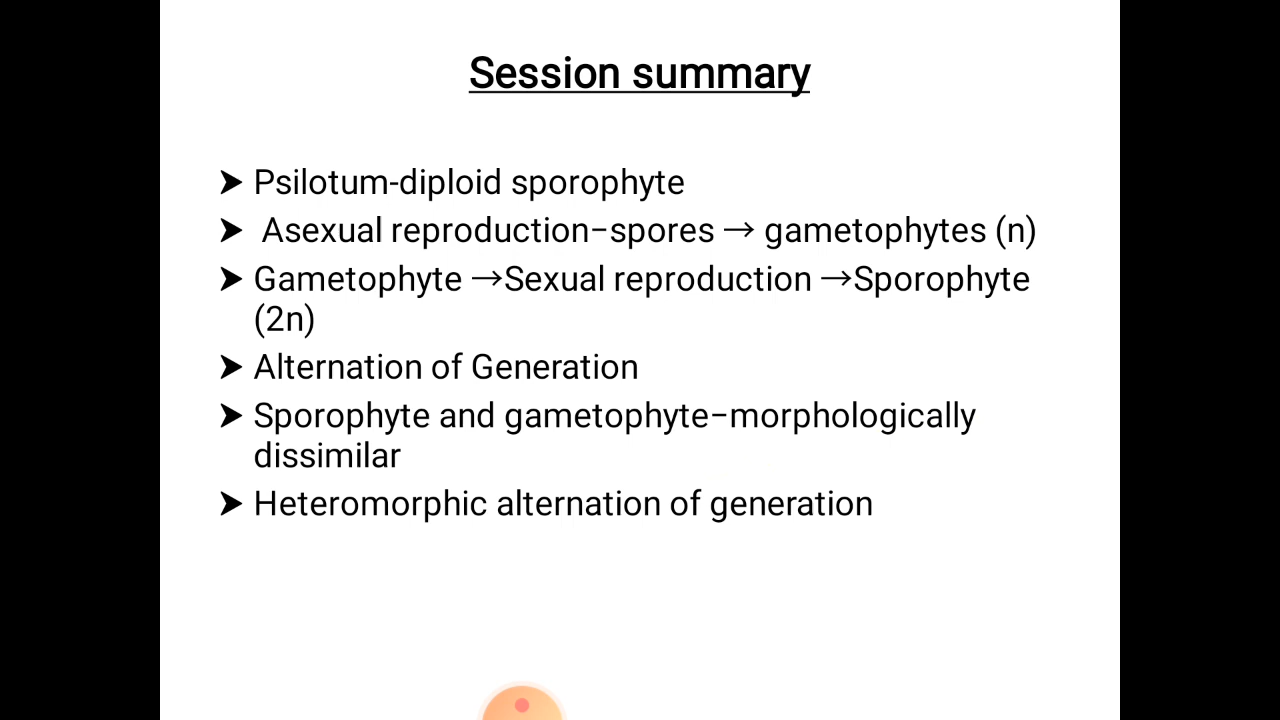 Session summary
➤ Psilotum-diploid sporophyte
➤ Asexual reproduction–spores → gametophytes (n)
➤ Gametophyte →Sexual reproduction →Sporophyte
(2n)
➤ Alternation of Generation
➤ Sporophyte and gametophyte–morphologically
dissimilar
➤ Heteromorphic alternation of generation